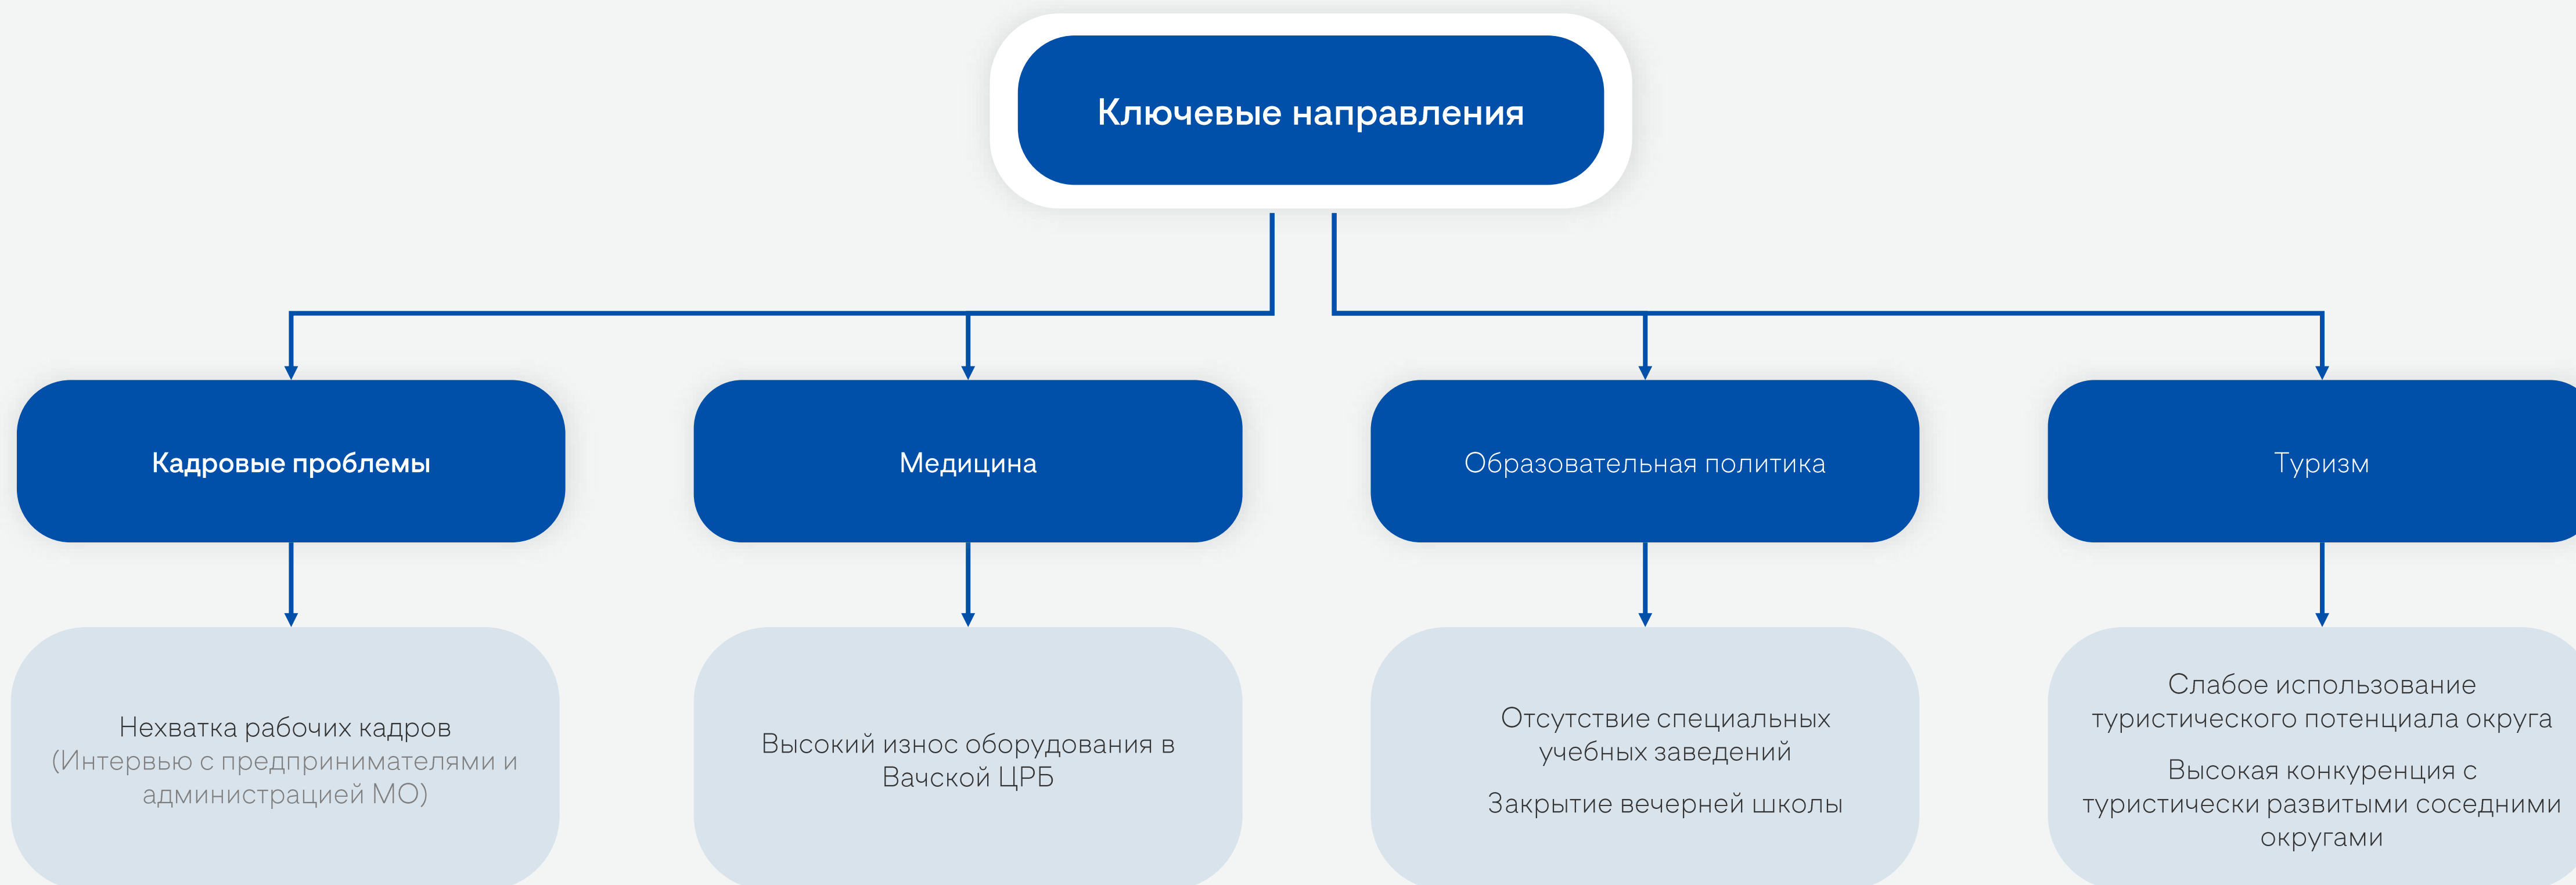 Ключевые направления
Кадровые проблемы
Медицина
Образовательная политика
Туризм
Нехватка рабочих кадров
(Интервью с предпринимателями и
администрацией МО)
Высокий износ оборудования в
Вачской ЦРБ
Отсутствие специальных
учебных заведений
Закрытие вечерней школы
Слабое использование
туристического потенциала округа
Высокая конкуренция с
туристически развитыми соседними
округами